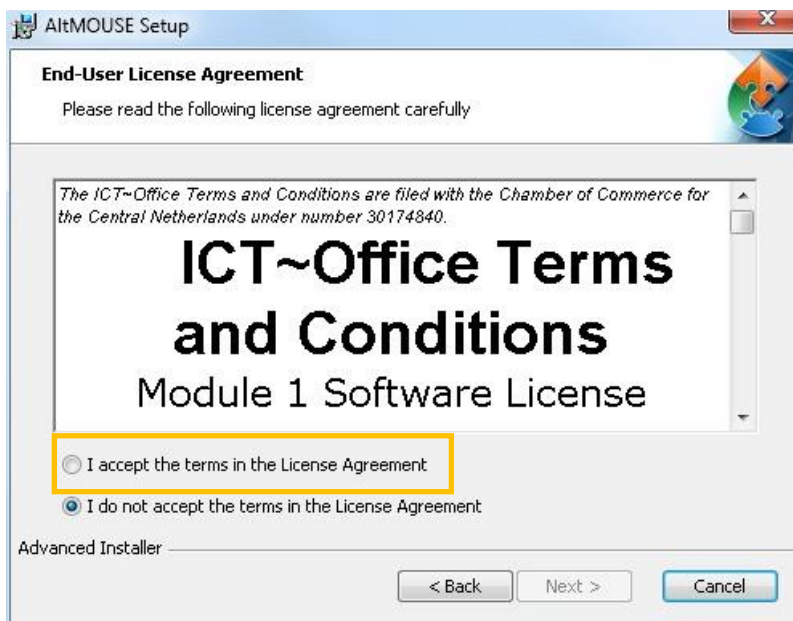 AltMOUSE Setup
End-User License Agreement
Please read the following license agreement carefully
The ICT~Office Terms and Conditions are filed with the Chamber of Commerce for
the Central Netherlands under number 30174840.
ICT~Office Terms
and Conditions
Module 1 Software License
I accept the terms in the License Agreement
I do not accept the terms in the License Agreement
Advanced Installer
< Back Next > Cancel